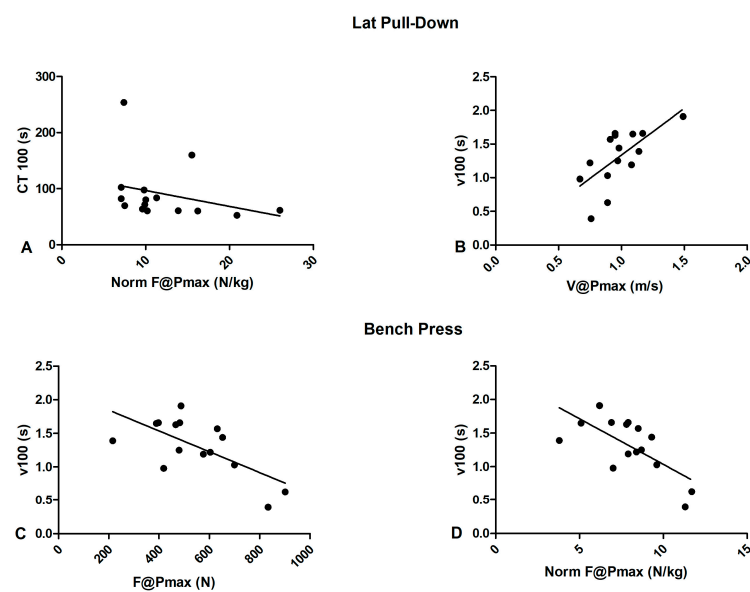 Lat Pull-Down
300
200
100
0
CT 100 (s)
0
10
20
30
Norm F@Pmax (N/kg)
A
2.5
2.0
1.5
1.0
0.5
0.0
v100 (s)
0.0
0.5
1.0
1.5
2.0
V@Pmax (m/s)
B
Bench Press
2.5
2.0
1.5
1.0
0.5
0.0
v100 (s)
0
200
400
600
800
1000
F@Pmax (N)
C
2.5
2.0
1.5
1.0
0.5
0.0
v100 (s)
0
5
10
15
Norm F@Pmax (N/kg)
D